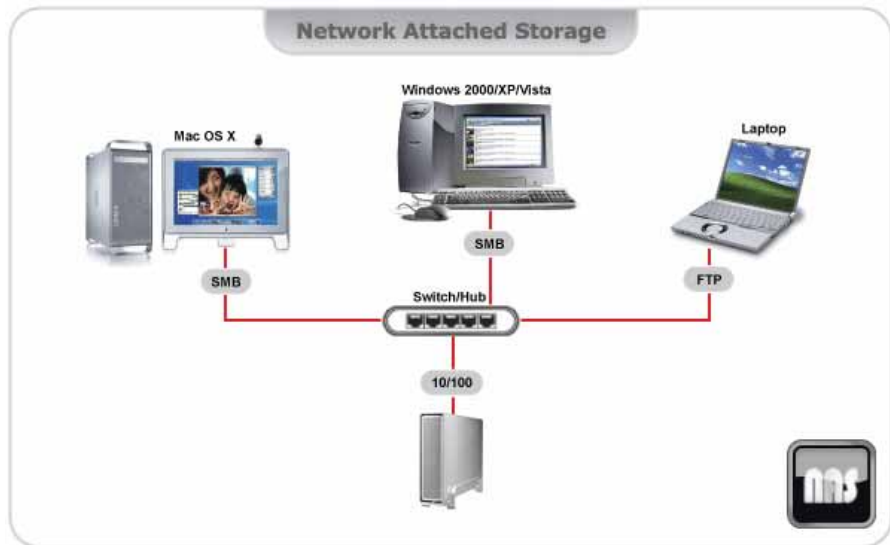 Network Attached Storage
Windows 2000/XP/Vista
Mac OS X
Laptop
SMB
SMB
FTP
Switch/Hub
10/100
nas